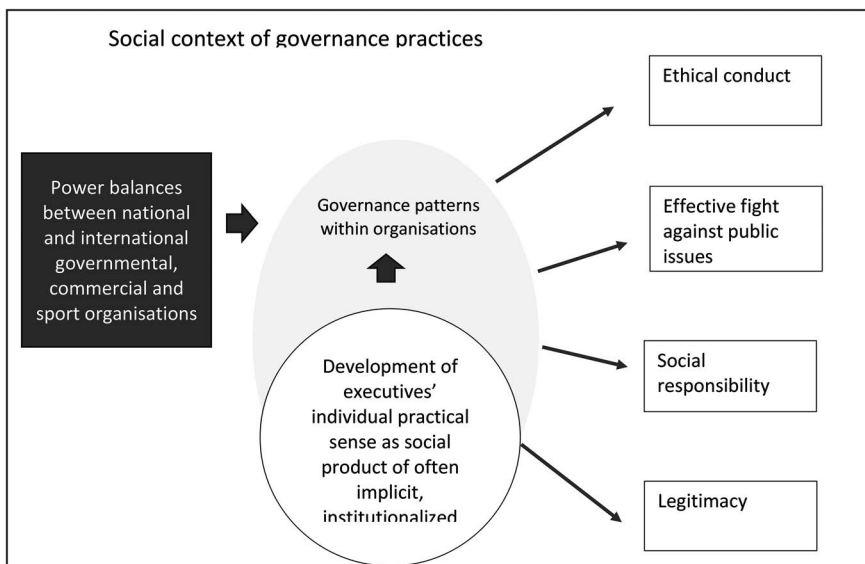 Social context of governance practices
Power balances
between national
and international
governmental,
commercial and
sport organisations
Governance patterns
within organisations
Development of
executives’
individual practical
sense as social
product of often
implicit,
institutionalized
Ethical conduct
Effective fight
against public
issues
Social
responsibility
Legitimacy